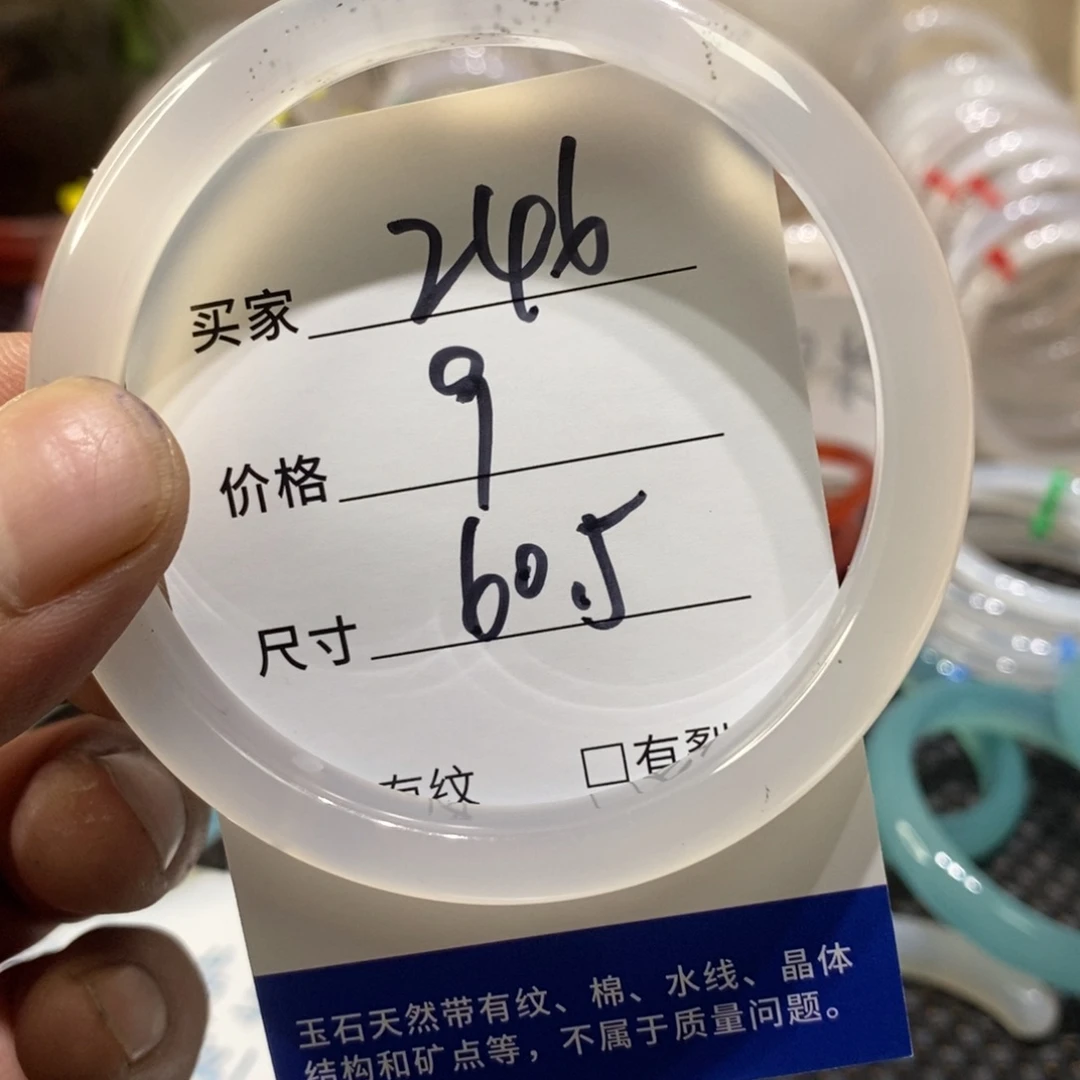 买家 2496
价格 9
尺寸 60.5
有纹 □有裂
玉石天然带有纹、棉、水线、晶体
结构和矿点等，不属于质量问题。